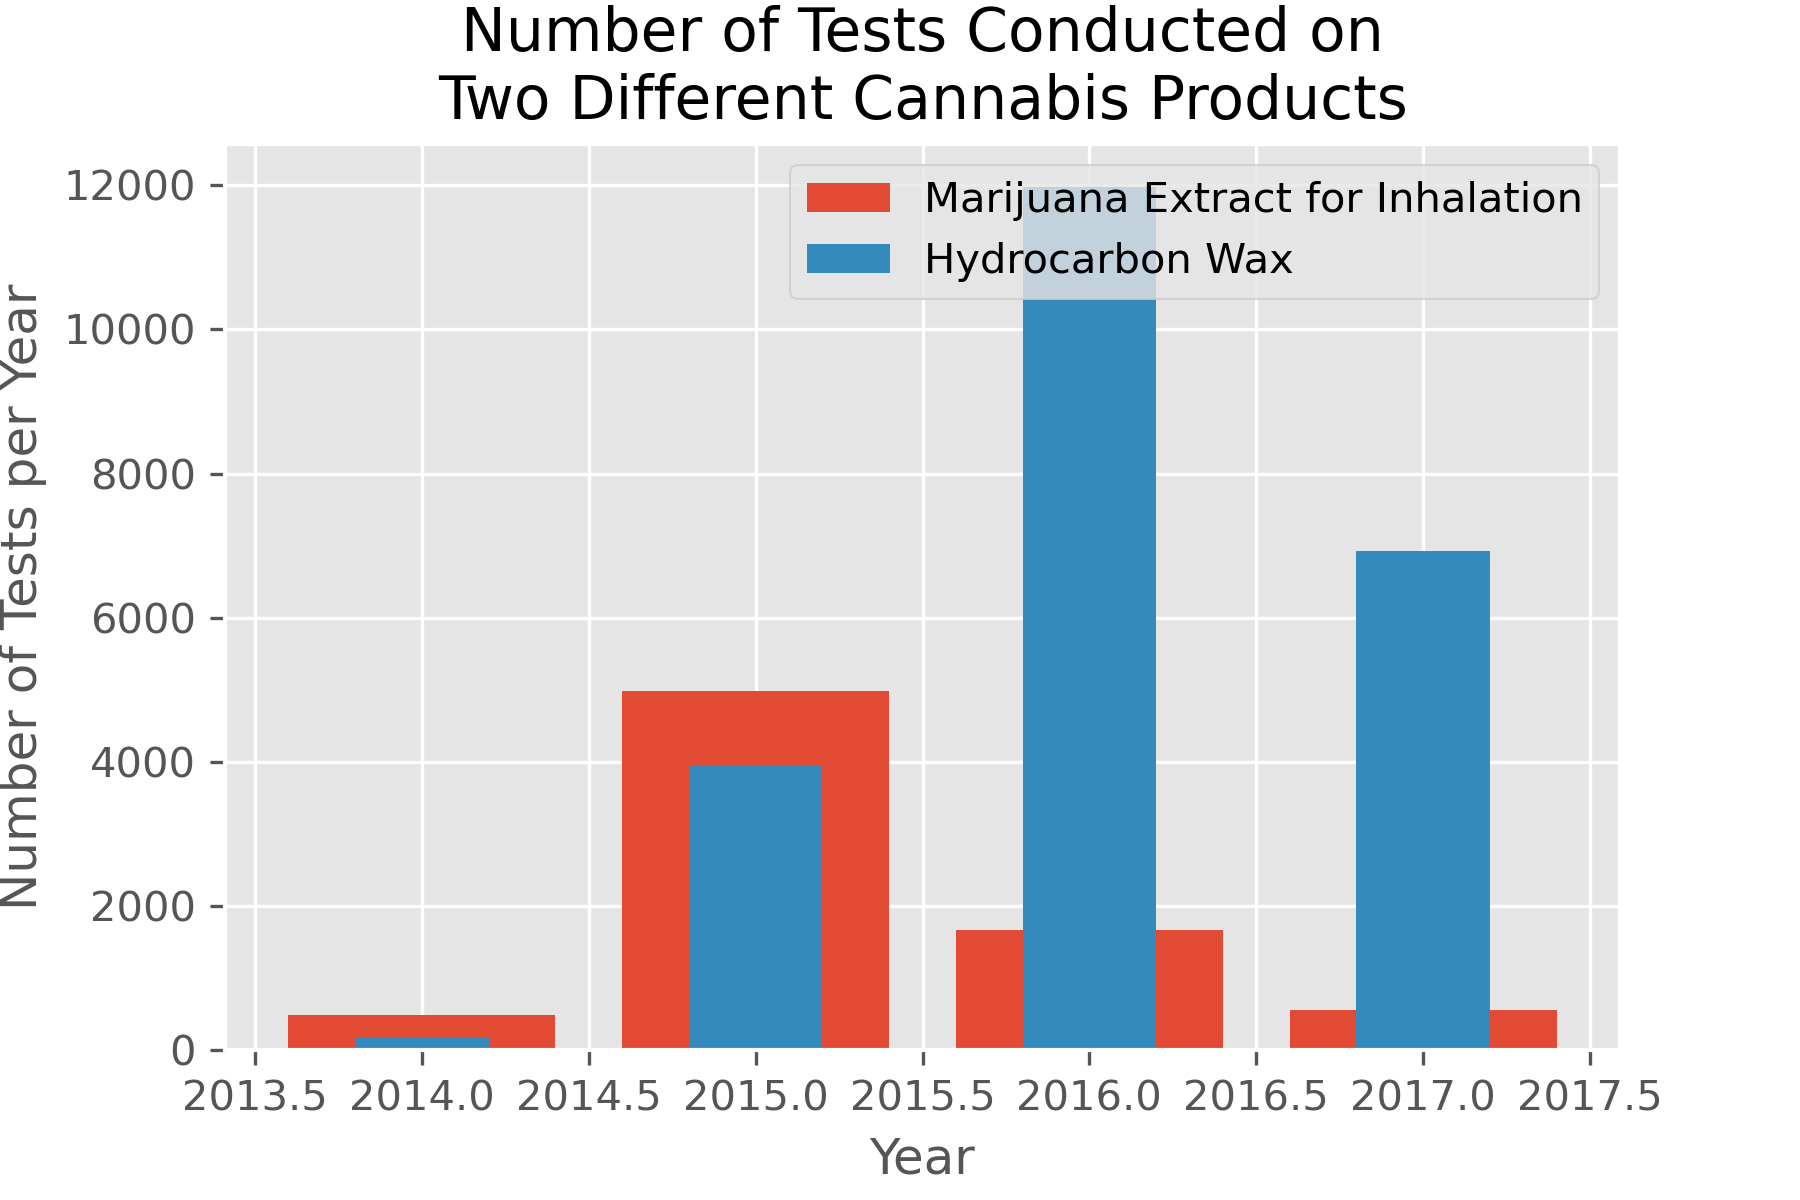 Number of Tests Conducted on
Two Different Cannabis Products
Marijuana Extract for Inhalation
Hydrocarbon Wax
Number of Tests per Year
12000
10000
8000
6000
4000
2000
0
2013.5 2014.0 2014.5 2015.0 2015.5 2016.0 2016.5 2017.0 2017.5
Year